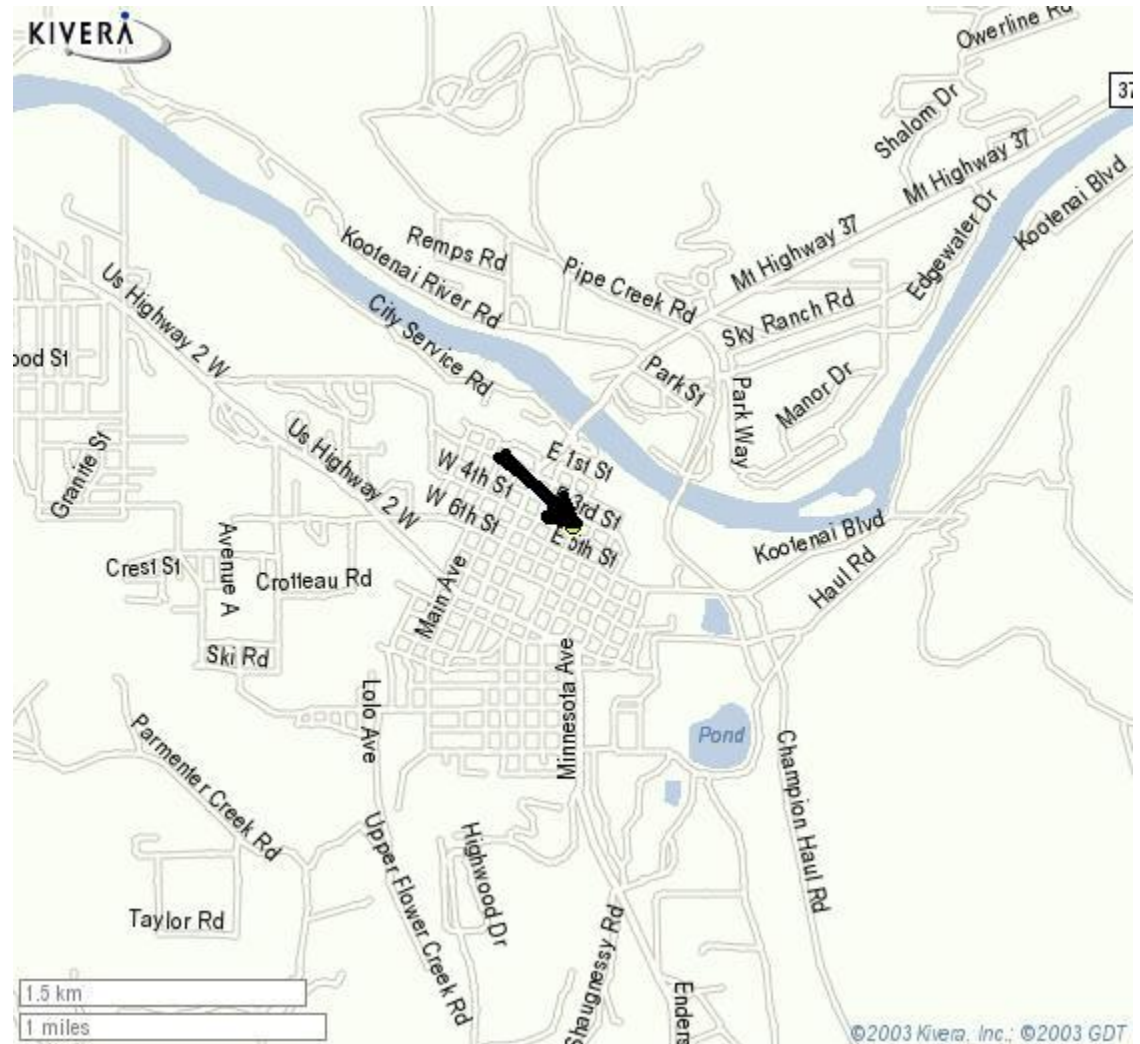 KIVERA
Owerline Rd
37
Shalom Dr
Mt Highway 37
Kootenai Blvd
Edgewater Dr
Remps Rd
Kootenai River Rd
Pipe Creek Rd
Mt Highway 37
Us Highway 2 W
City Service Rd
Sky Ranch Rd
ood St
Park St
Park Way
Manor Dr
Us Highway 2 W
Granite St
W 4th St
E 1st St
W 6th St
3rd St
E 5th St
Kootenai Blvd
Avenue A
Crest St
Crotteau Rd
Haul Rd
Main Ave
Ski Rd
Lolo Ave
Minnesota Ave
Pond
Parmenter Creek Rd
Champion Haul Rd
Upper Flower Creek Rd
Highwood Dr
Taylor Rd
Shaugnessy Rd
Enders
1.5 km
1 miles
©2003 Kivera, Inc.; ©2003 GDT